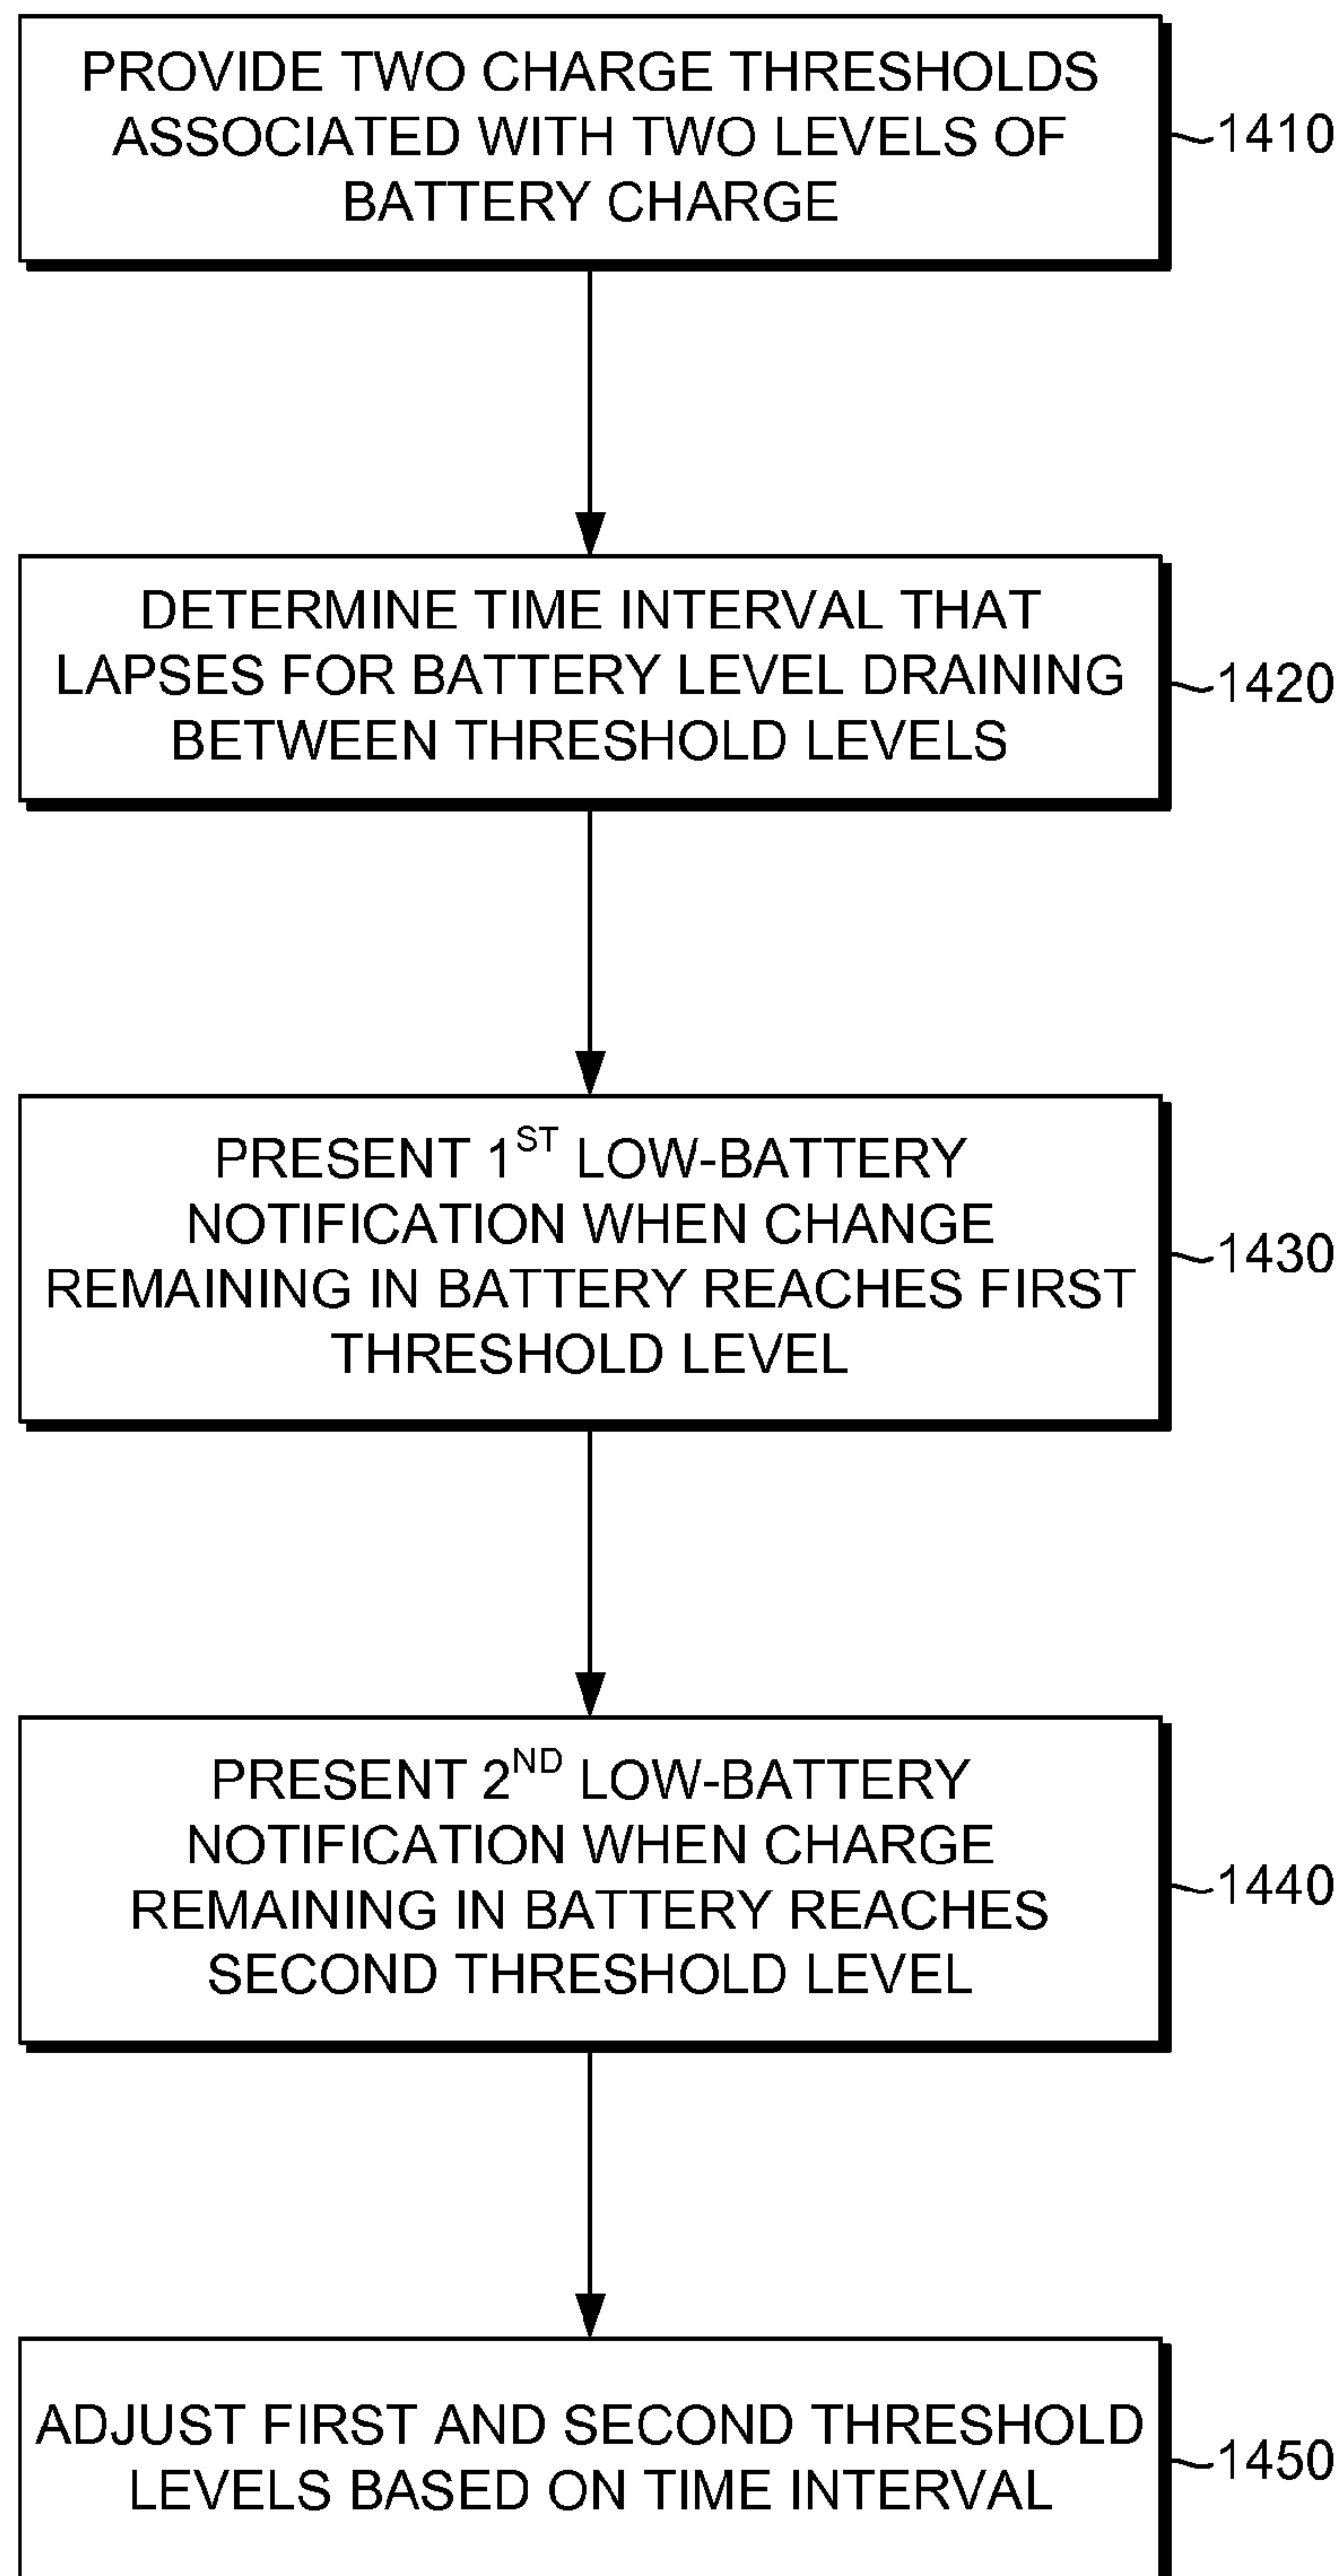 PROVIDE TWO CHARGE THRESHOLDS
ASSOCIATED WITH TWO LEVELS OF
BATTERY CHARGE
1410
DETERMINE TIME INTERVAL THAT
LAPSES FOR BATTERY LEVEL DRAINING
BETWEEN THRESHOLD LEVELS
1420
PRESENT 1ST LOW-BATTERY
NOTIFICATION WHEN CHANGE
REMAINING IN BATTERY REACHES FIRST
THRESHOLD LEVEL
1430
PRESENT 2ND LOW-BATTERY
NOTIFICATION WHEN CHARGE
REMAINING IN BATTERY REACHES
SECOND THRESHOLD LEVEL
1440
ADJUST FIRST AND SECOND THRESHOLD
LEVELS BASED ON TIME INTERVAL
1450